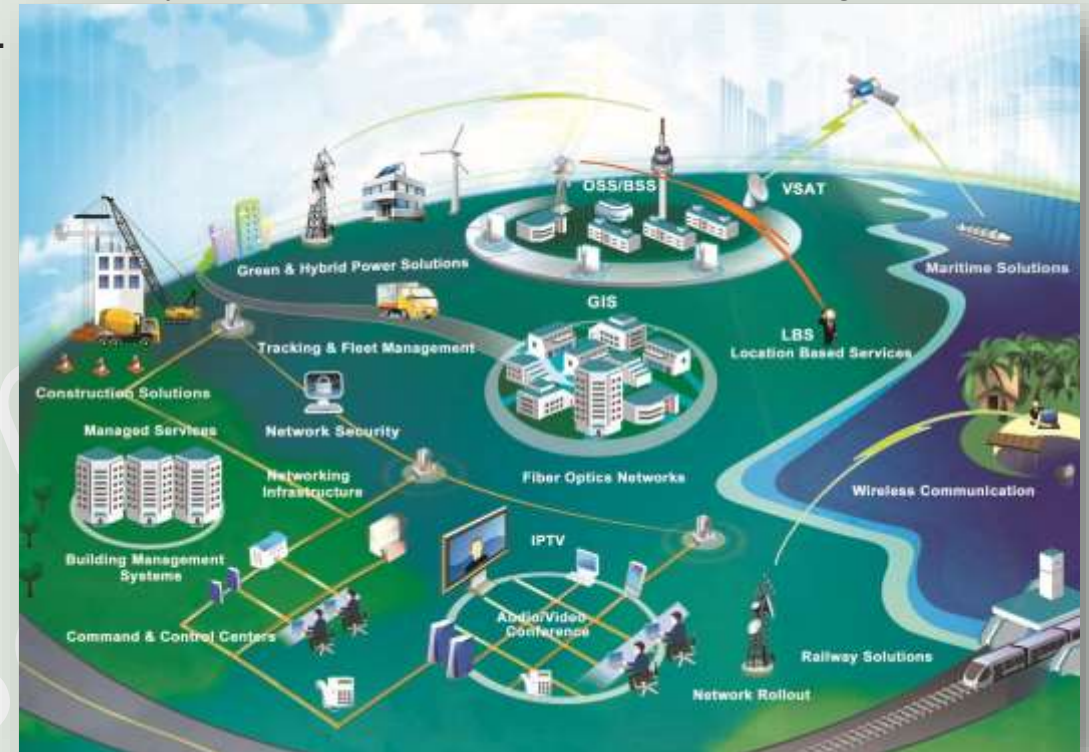 OSS/BSS
VSAT
Green & Hybrid Power Solutions
Maritime Solutions
GIS
Tracking & Fleet Management
LBS
Location Based Services
Construction Solutions
Managed Services
Network Security
Networking
Infrastructure
Fiber Optics Networks
Wireless Communication
IPTV
Building Management
Systems
Audio/Video
Conference
Command & Control Centers
Railway Solutions
Network Rollout